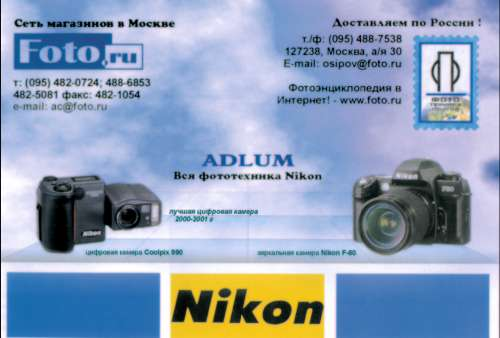 Сеть магазинов в Москве
Foto.ru
т: (095) 482-0724; 488-6853
482-5081 факс: 482-1054
e-mail: ac@foto.ru
Доставляем по России !
т./ф: (095) 488-7538
127238, Москва, а/я 30
E-mail: osipov@foto.ru
Фотоэнциклопедия в
Интернет! - www.foto.ru
ФОТО
ADLUM
Вся фототехника Nikon
лучшая цифровая камера
2000-2001 г
Nikon
F80
цифровая камера Coolpix 990
зеркальная камера Nikon F-80
Nikon